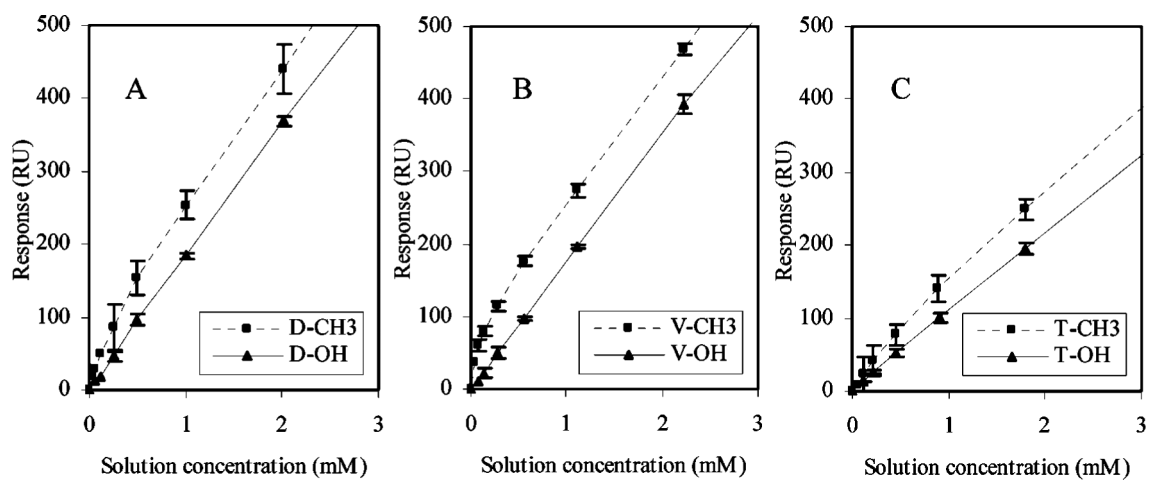 A
500
400
300
200
100
0
Response (RU)
D-CH3
D-OH
0 1 2 3
Solution concentration (mM)
B
500
400
300
200
100
0
Response (RU)
V-CH3
V-OH
0 1 2 3
Solution concentration (mM)
C
500
400
300
200
100
0
Response (RU)
T-CH3
T-OH
0 1 2 3
Solution concentration (mM)